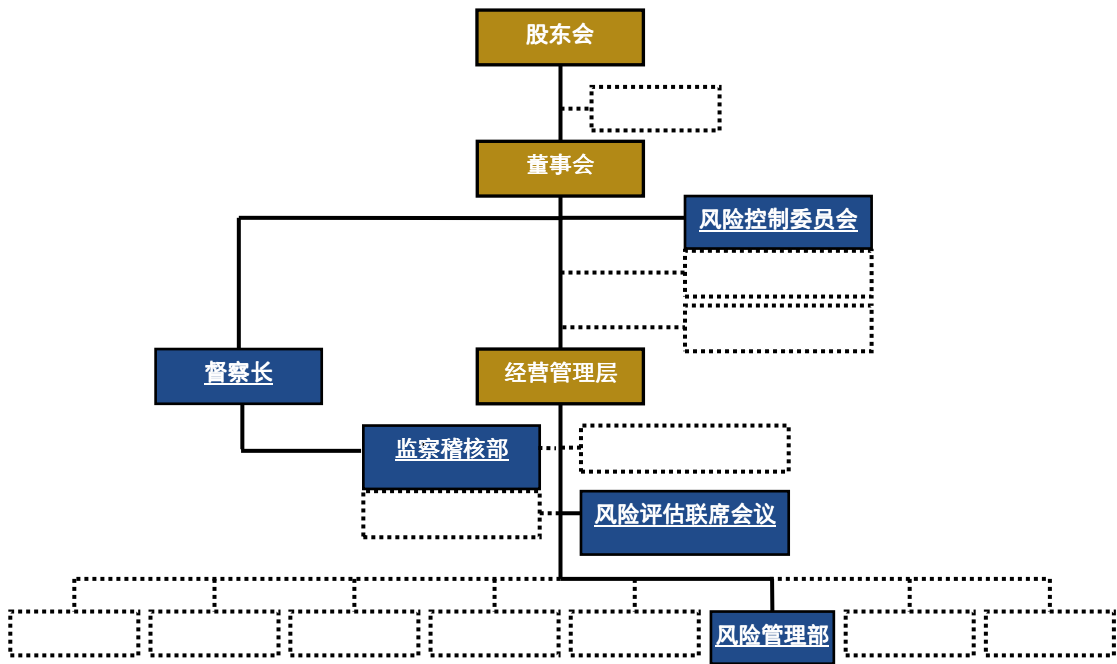 股东会
董事会
风险控制委员会
督察长
经营管理层
监察稽核部
风险评估联席会议
风险管理部